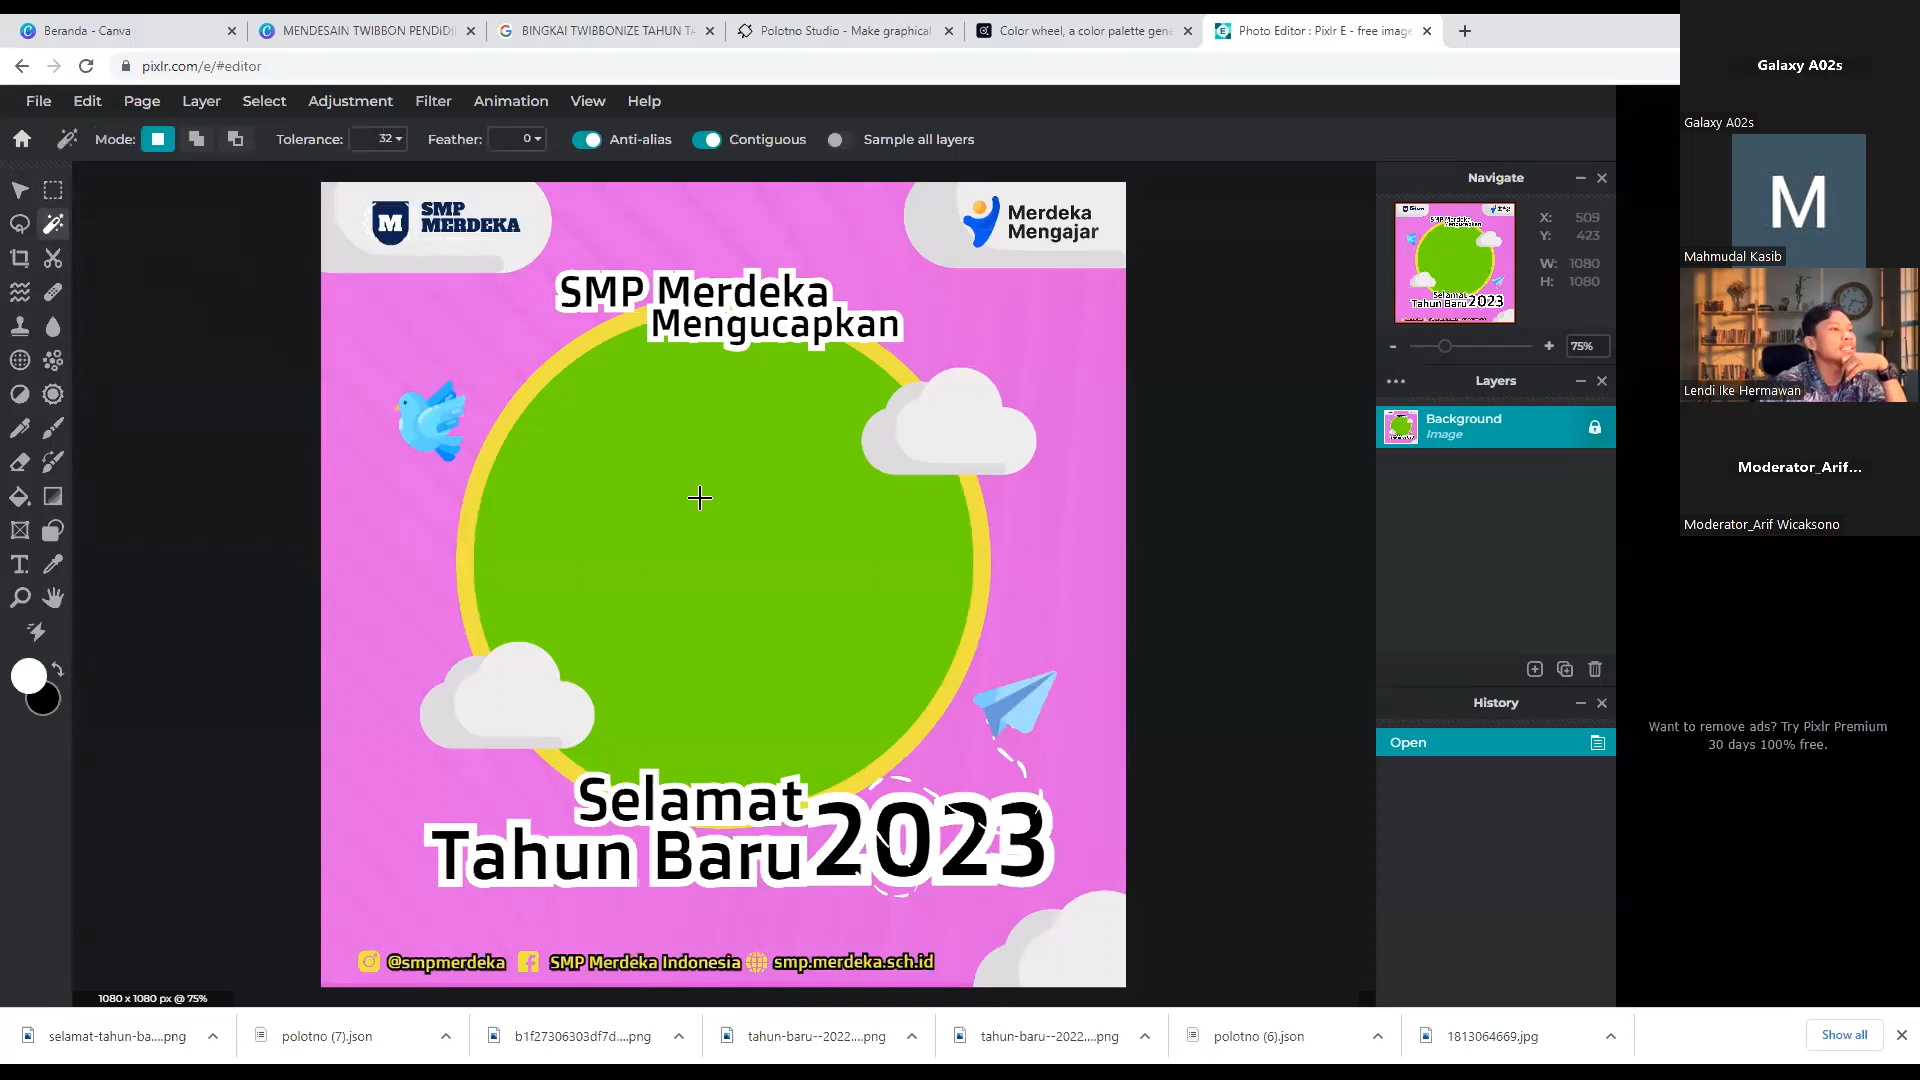 Beranda - Canva
MENDESAIN TWIBBON PENDIDI
BINGKAI TWIBBONIZE TAHUN TA
Polotno Studio - Make graphical
Color wheel, a color palette gene
Photo Editor : Pixlr E - free image
pixlr.com/e/#editor
File Edit Page Layer Select Adjustment Filter Animation View Help
Mode: Tolerance: 32 Feather: 0 Anti-alias Contiguous Sample all layers
SMP
MERDEKA
M
Merdeka
Mengajar
SMP Merdeka
Mengucapkan
Selamat
Tahun Baru 2023
@smpmerdeka SMP Merdeka Indonesia smp.merdeka.sch.id
1080 x 1080 px @ 75%
Navigate
X: 509
Y: 423
W: 1080
H: 1080
- + 75%
Layers
Background
Image
History
Open
Galaxy A02s
Galaxy A02s
M
Mahmudal Kasib
Lendi Ike Hermawan
Moderator_Arif...
Moderator_Arif Wicaksono
Want to remove ads? Try Pixlr Premium
30 days 100% free.
selamat-tahun-ba....png
polotno (7).json
b1f27306303df7d....png
tahun-baru--2022....png
tahun-baru--2022....png
polotno (6).json
1813064669.jpg
Show all